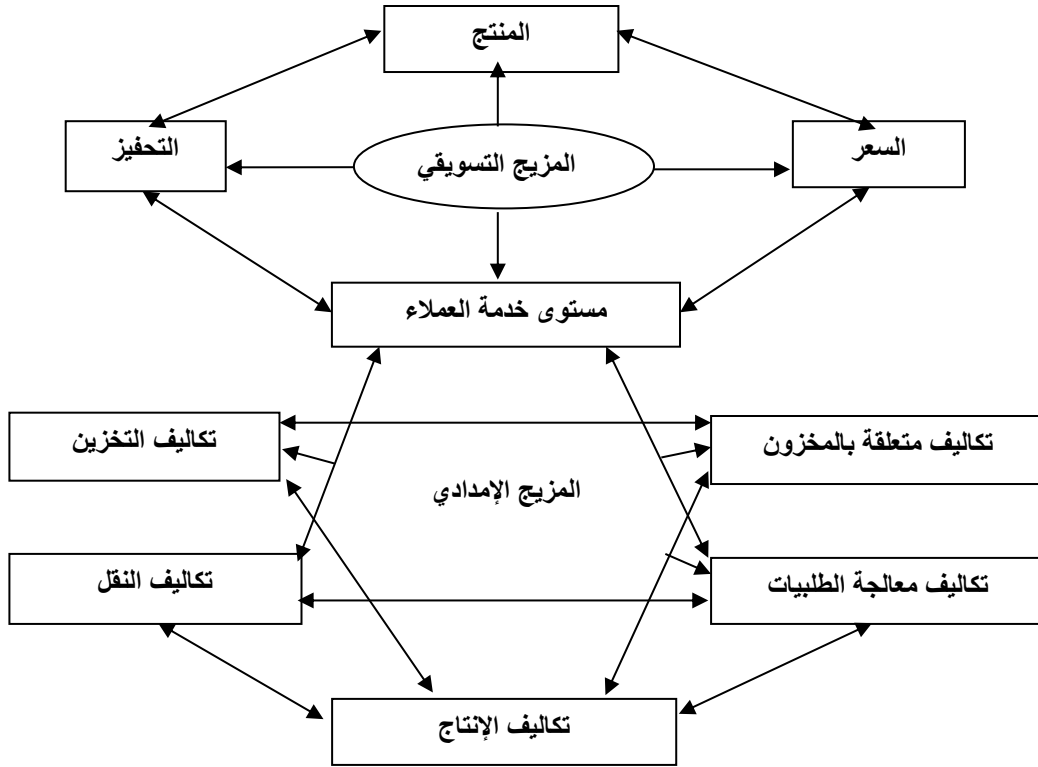 المنتج
السعر
المزيج التسويقي
التحفيز
مستوى خدمة العملاء
تكاليف متعلقة بالمخزون
تكاليف التخزين
المزيج الإمدادي
تكاليف معالجة الطلبيات
تكاليف النقل
تكاليف الإنتاج